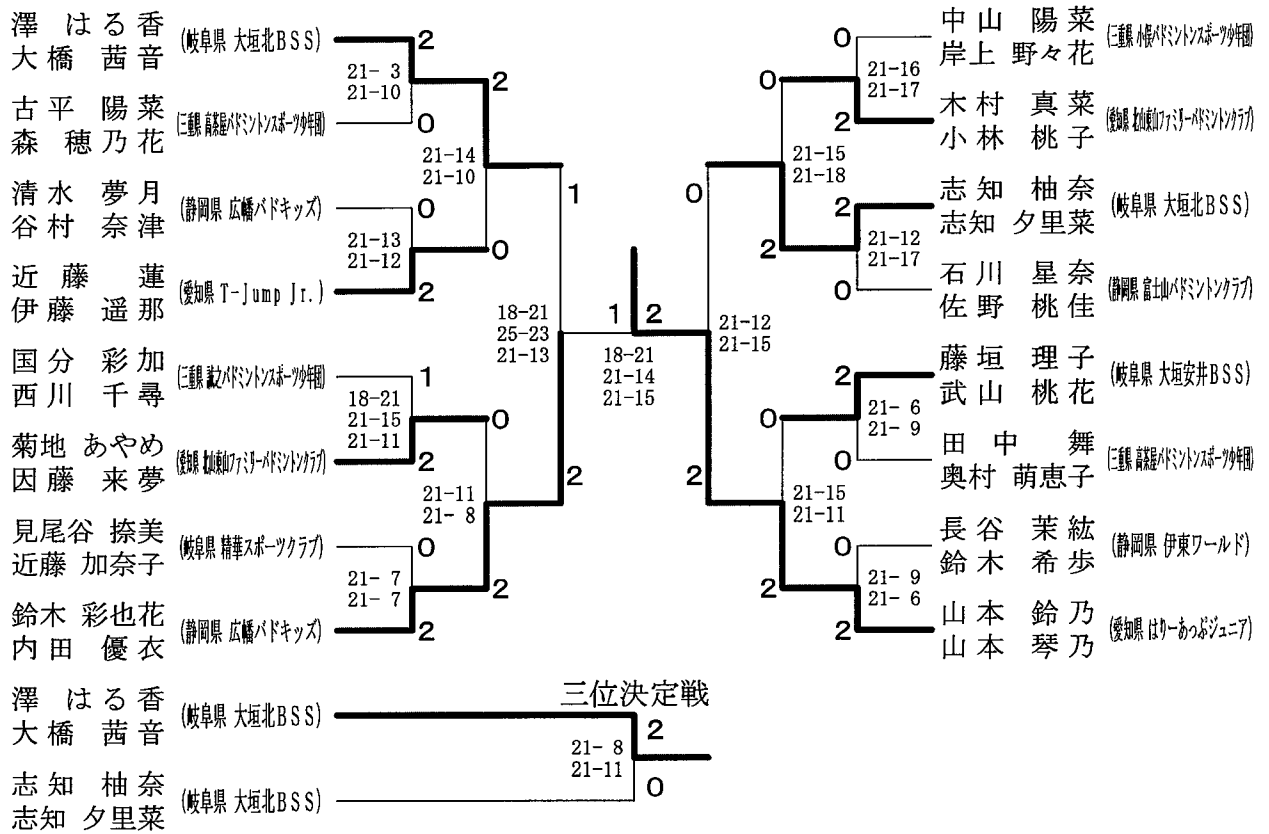 澤 はる香
大橋 茜音
(岐阜県 大垣北BSS)
2
21- 3
21-10
2
古平 陽菜
森 穂乃花
(三重県 高茶屋バドミントンスポーツ少年団)
0
21-14
21-10
1
清水 夢月
谷村 奈津
(静岡県 広幡バドキッズ)
0
21-13
21-12
0
近藤 蓮
伊藤 遥那
(愛知県 T-Jump Jr.)
2
18-21
25-23
21-13
国分 彩加
西川 千尋
(三重県 誠之バドミントンスポーツ少年団)
1
18-21
21-15
21-11
0
菊地 あやめ
因藤 来夢
(愛知県 北山東山ファミリーバドミントンクラブ)
2
21-11
21- 8
2
見尾谷 捺美
近藤 加奈子
(岐阜県 精華スポーツクラブ)
0
21- 7
21- 7
2
鈴木 彩也花
内田 優衣
(静岡県 広幡バドキッズ)
2
1 2
18-21
21-14
21-15
中山 陽菜
岸上 野々花
(三重県 小俣バドミントンスポーツ少年団)
0
21-16
21-17
0
木村 真菜
小林 桃子
(愛知県 北山東山ファミリーバドミントンクラブ)
2
21-15
21-18
0
志知 柚奈
志知 夕里菜
(岐阜県 大垣北BSS)
2
21-12
21-17
2
石川 星奈
佐野 桃佳
(静岡県 富士山バドミントンクラブ)
0
21-12
21-15
藤垣 理子
武山 桃花
(岐阜県 大垣安井BSS)
2
21- 6
21- 9
0
田中 舞
奥村 萌恵子
(三重県 高茶屋バドミントンスポーツ少年団)
0
21-15
21-11
2
長谷 茉紘
鈴木 希歩
(静岡県 伊東ワールド)
0
21- 9
21- 6
2
山本 鈴乃
山本 琴乃
(愛知県 はりーあっぷジュニア)
2
三位決定戦
澤 はる香
大橋 茜音
(岐阜県 大垣北BSS)
2
21- 8
21-11
志知 柚奈
志知 夕里菜
(岐阜県 大垣北BSS)
0